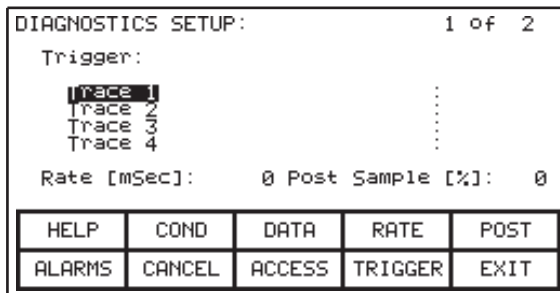 DIAGNOSTICS SETUP: 1 of 2
Trigger:
Trace 1 :
Trace 2 :
Trace 3 :
Trace 4 :
Rate [mSec]: 0 Post Sample [%]: 0
HELP COND DATA RATE POST
ALARMS CANCEL ACCESS TRIGGER EXIT